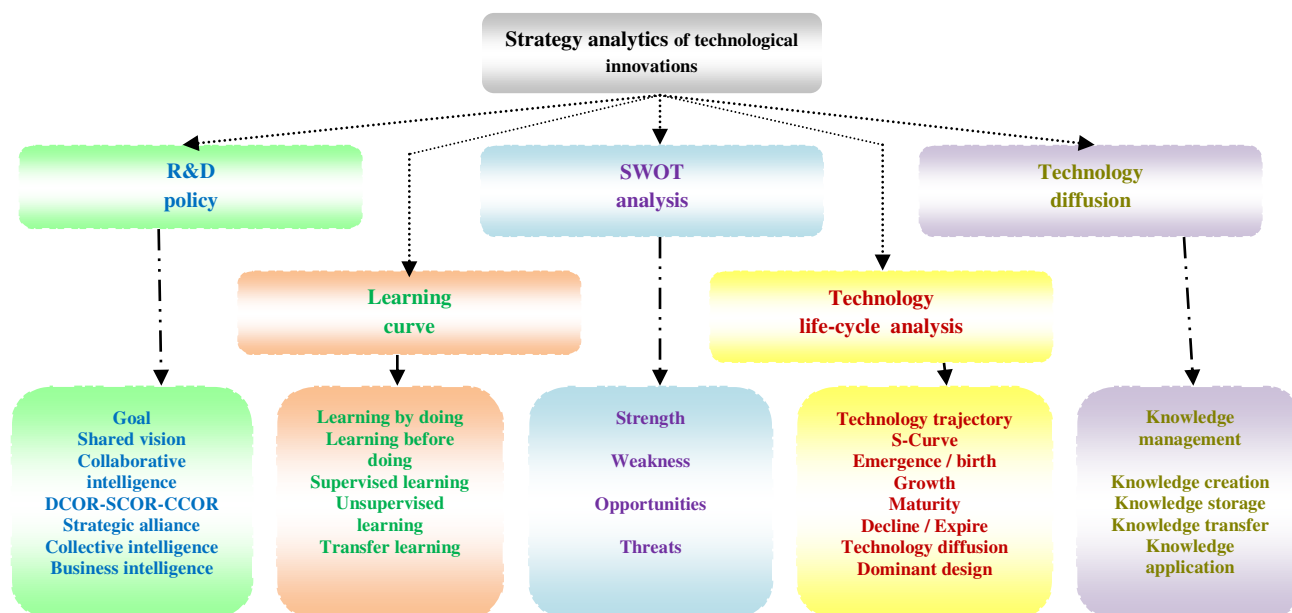 Strategy analytics of technological
innovations
R&D
policy
SWOT
analysis
Technology
diffusion
Learning
curve
Technology
life-cycle analysis
Goal
Shared vision
Collaborative
intelligence
DCOR-SCOR-CCOR
Strategic alliance
Collective intelligence
Business intelligence
Learning by doing
Learning before
doing
Supervised learning
Unsupervised
learning
Transfer learning
Strength
Weakness
Opportunities
Threats
Technology trajectory
S-Curve
Emergence / birth
Growth
Maturity
Decline / Expire
Technology diffusion
Dominant design
Knowledge
management
Knowledge creation
Knowledge storage
Knowledge transfer
Knowledge
application